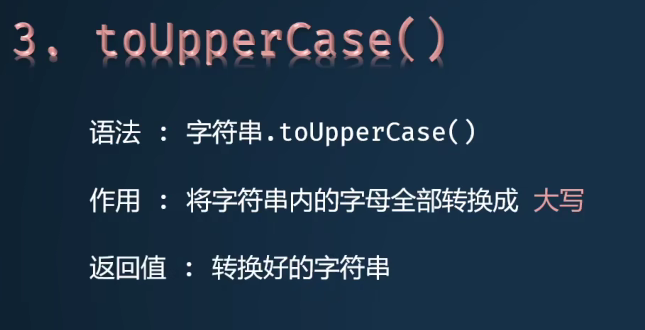 3. toUpperCase()
语法 : 字符串.toUpperCase()
作用 : 将字符串内的字母全部转换成 大写
返回值 : 转换好的字符串